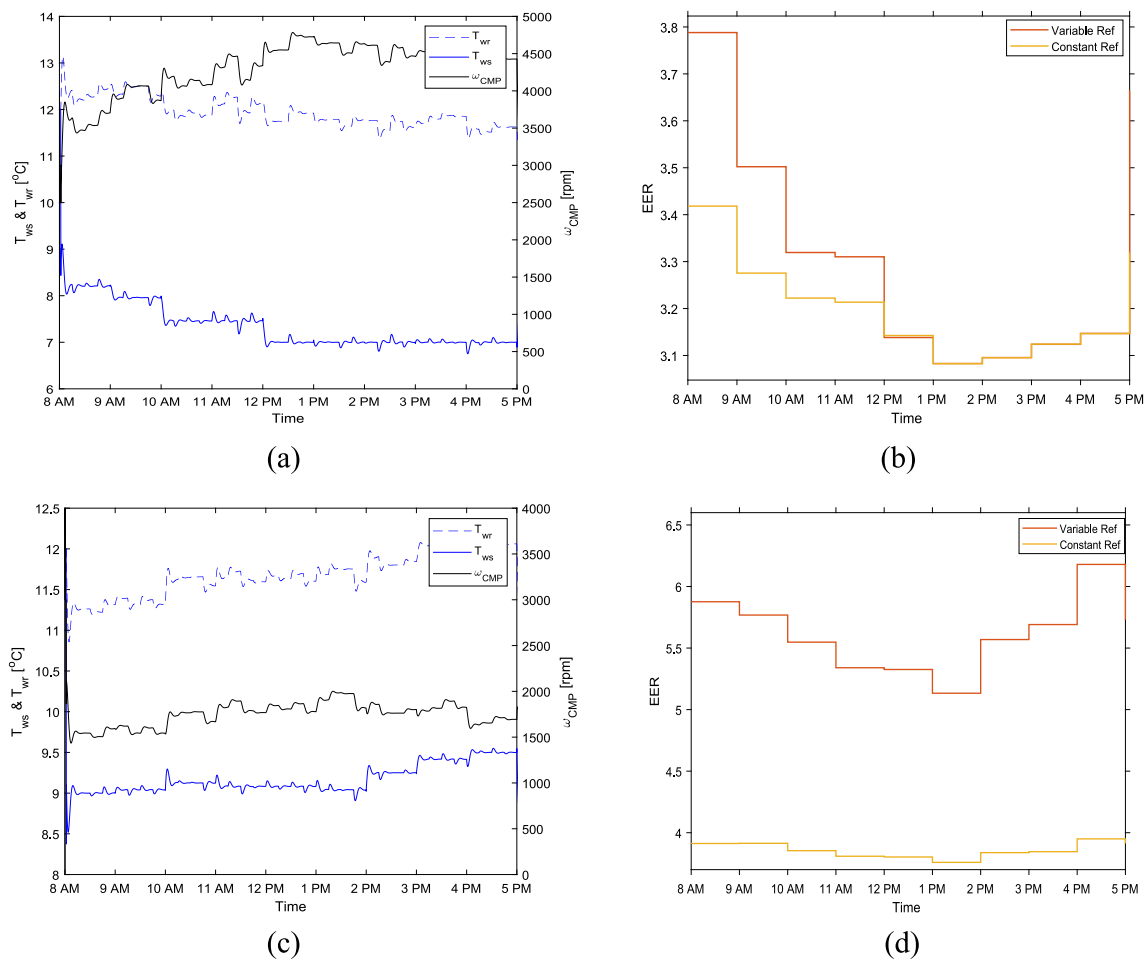 14
13
12
11
10
9
8
7
6
T_ws & T_wr [°C]
5000
4500
4000
3500
3000
2500
2000
1500
1000
500
0
ω_CMP [rpm]
T_wr
T_ws
ω_CMP
8 AM 9 AM 10 AM 11 AM 12 PM 1 PM 2 PM 3 PM 4 PM 5 PM
Time
(a)
3.8
3.7
3.6
3.5
3.4
3.3
3.2
3.1
EER
Variable Ref
Constant Ref
8 AM 9 AM 10 AM 11 AM 12 PM 1 PM 2 PM 3 PM 4 PM 5 PM
Time
(b)
12.5
12
11.5
11
10.5
10
9.5
9
8.5
8
T_ws & T_wr [°C]
4000
3500
3000
2500
2000
1500
1000
500
0
ω_CMP [rpm]
T_wr
T_ws
ω_CMP
8 AM 9 AM 10 AM 11 AM 12 PM 1 PM 2 PM 3 PM 4 PM 5 PM
Time
(c)
6.5
6
5.5
5
4.5
4
EER
Variable Ref
Constant Ref
8 AM 9 AM 10 AM 11 AM 12 PM 1 PM 2 PM 3 PM 4 PM 5 PM
Time
(d)